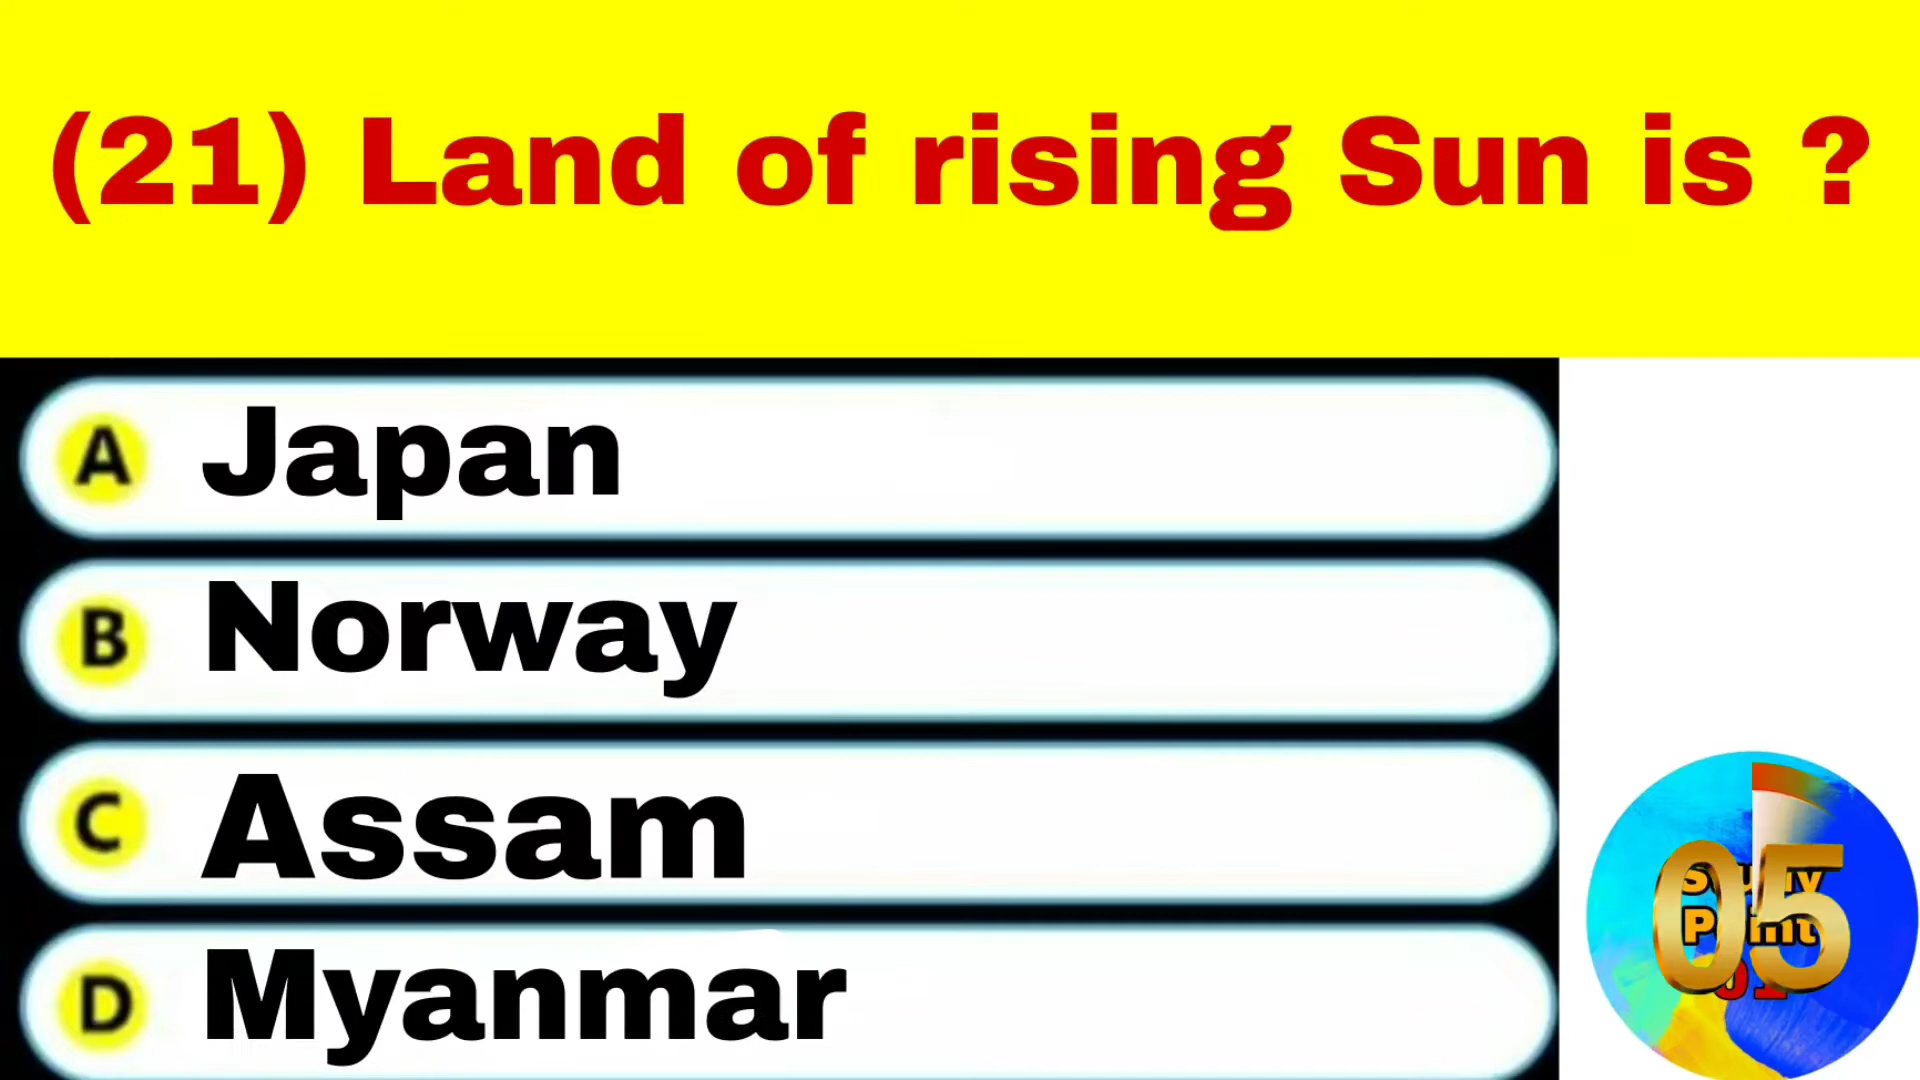 (21) Land of rising Sun is ?
A Japan
B Norway
C Assam
D Myanmar
05